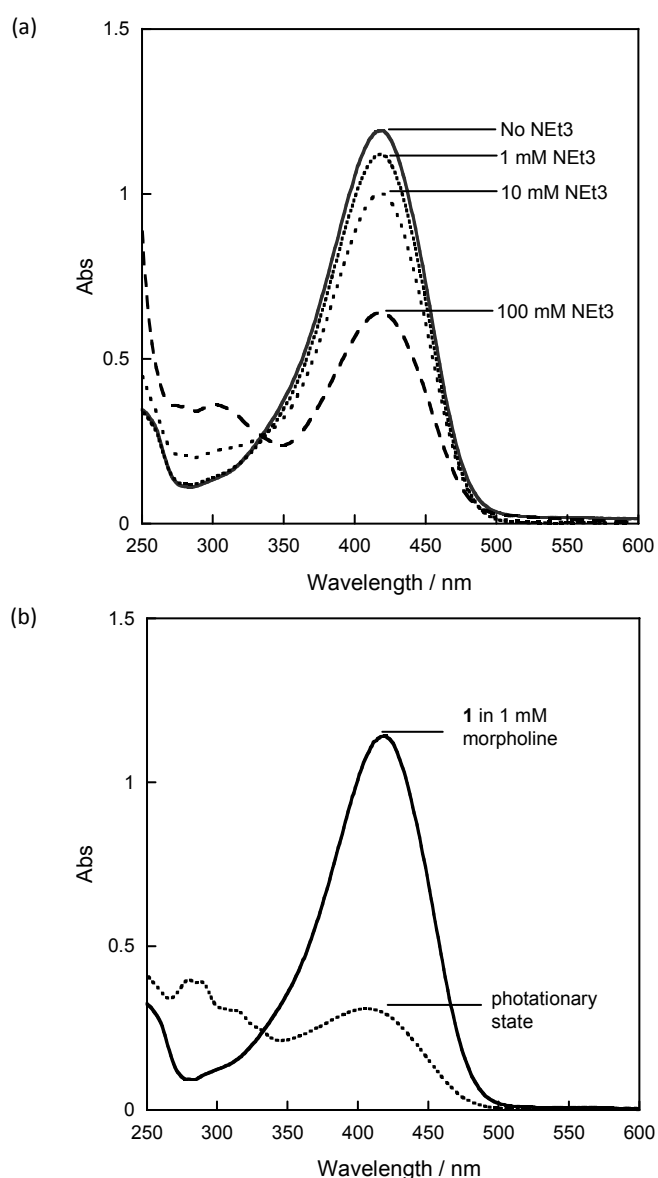 (a)
1.5
No NEt3
1 mM NEt3
1
10 mM NEt3
Abs
100 mM NEt3
0.5
0
250 300 350 400 450 500 550 600
Wavelength / nm
(b)
1.5
1 in 1 mM
morpholine
1
Abs
0.5
photationary
state
0
250 300 350 400 450 500 550 600
Wavelength / nm